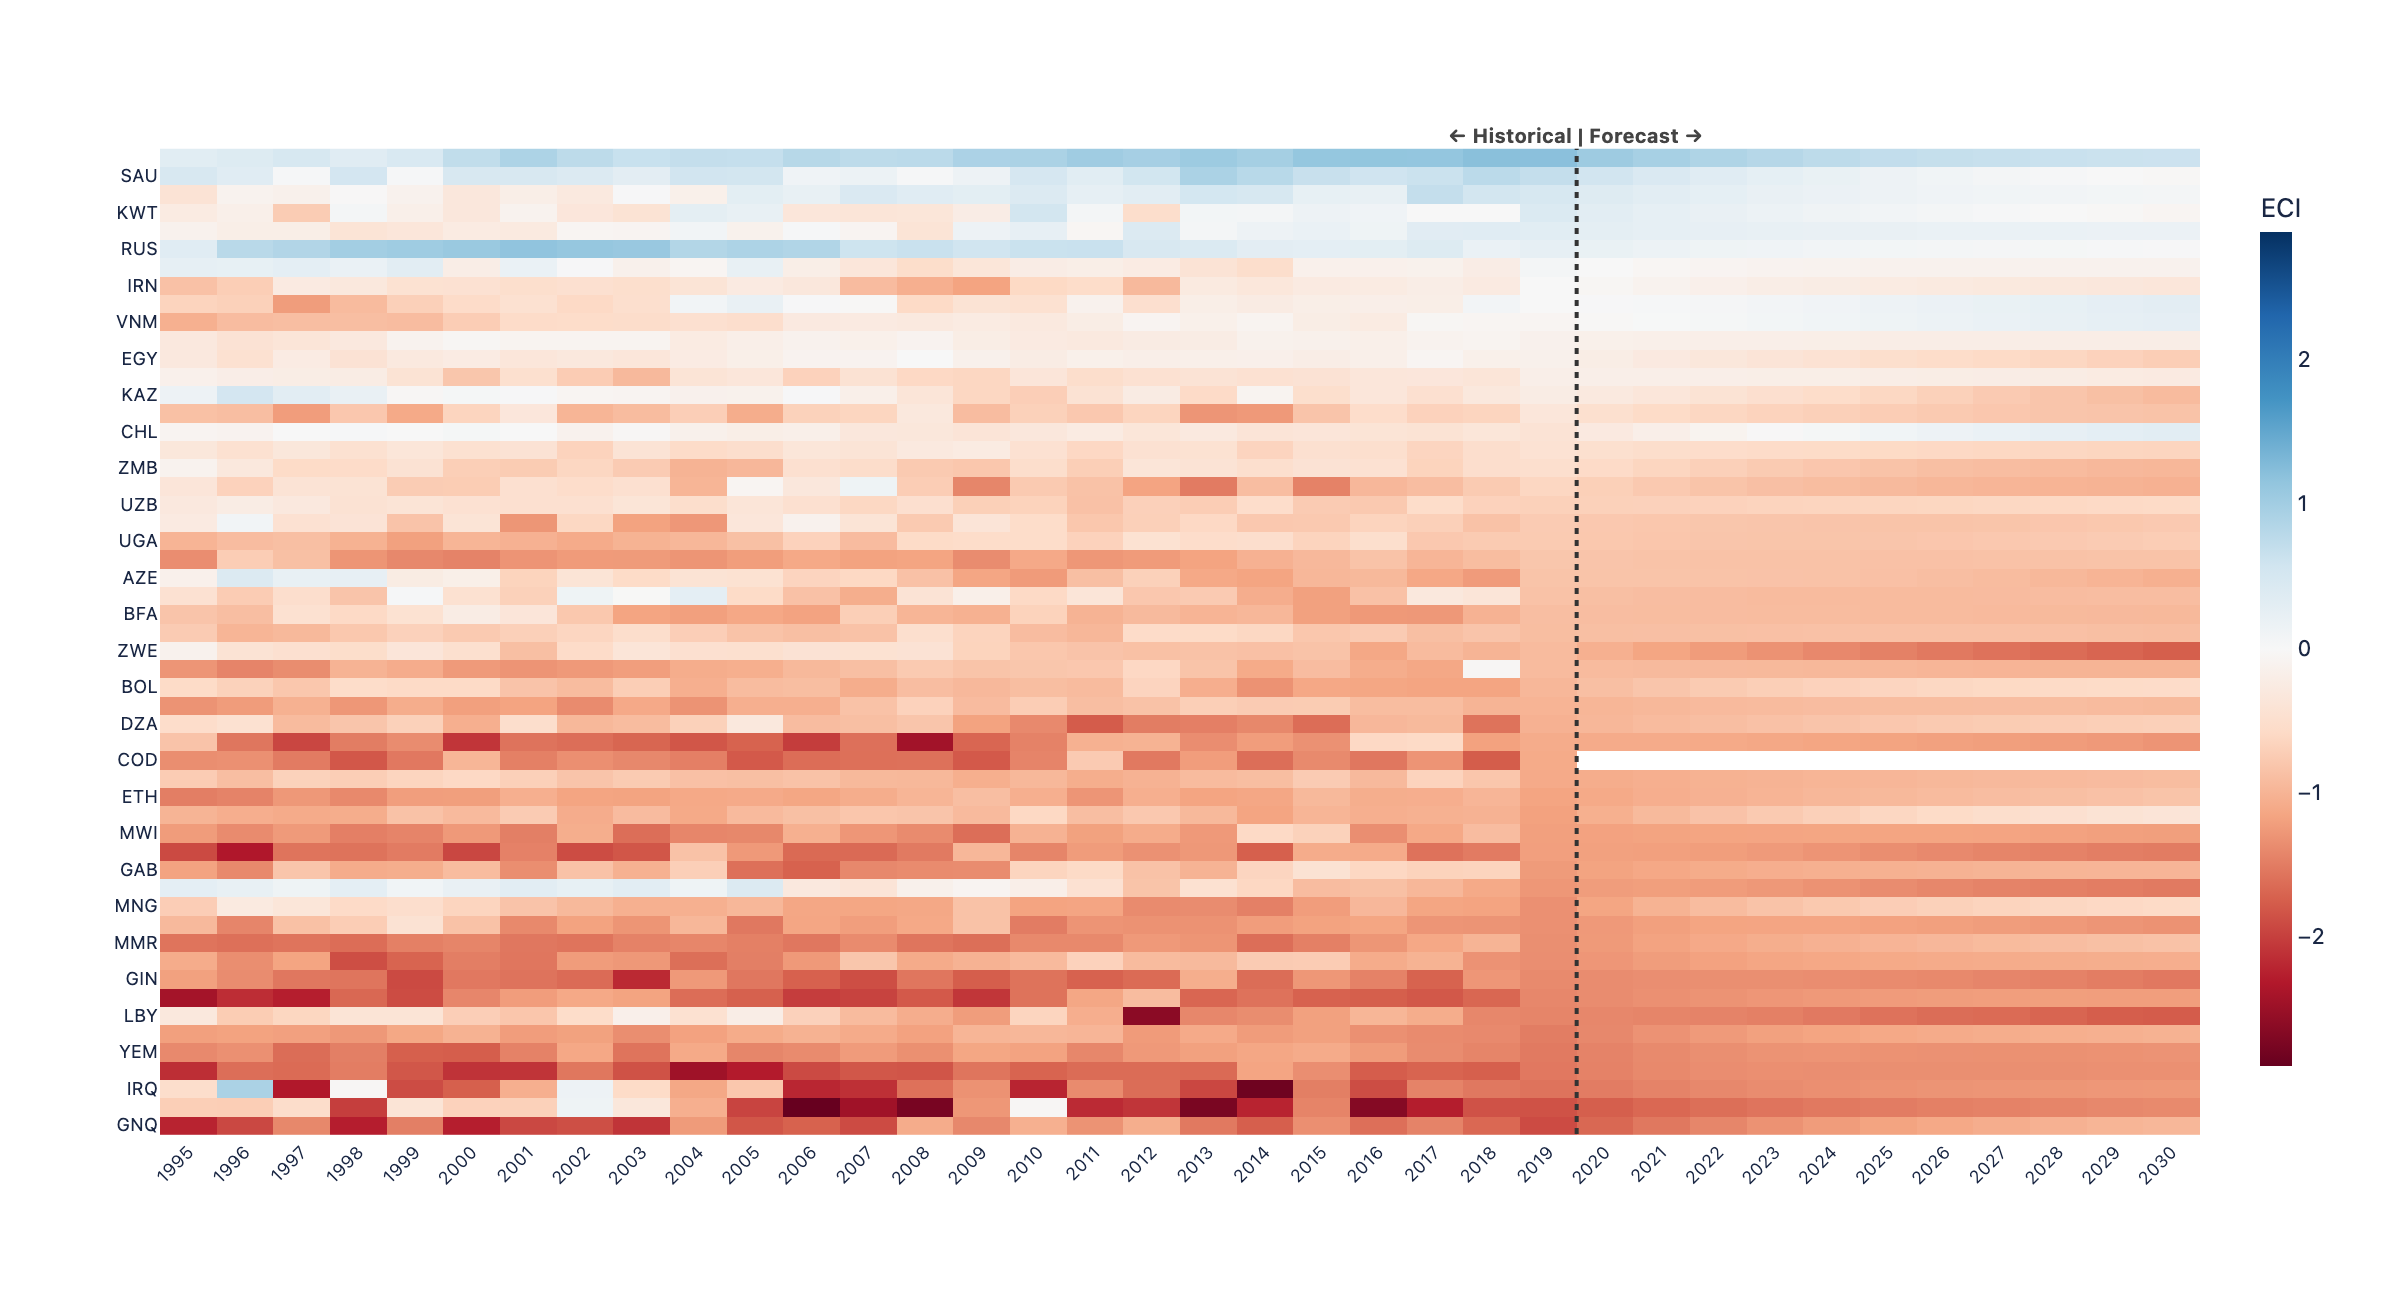 ← Historical | Forecast →
SAU
KWT
RUS
IRN
VNM
EGY
KAZ
CHL
ZMB
UZB
UGA
AZE
BFA
ZWE
BOL
DZA
COD
ETH
MWI
GAB
MNG
MMR
GIN
LBY
YEM
IRQ
GNQ
1995 1996 1997 1998 1999 2000 2001 2002 2003 2004 2005 2006 2007 2008 2009 2010 2011 2012 2013 2014 2015 2016 2017 2018 2019 2020 2021 2022 2023 2024 2025 2026 2027 2028 2029 2030
ECI
2
1
0
−1
−2